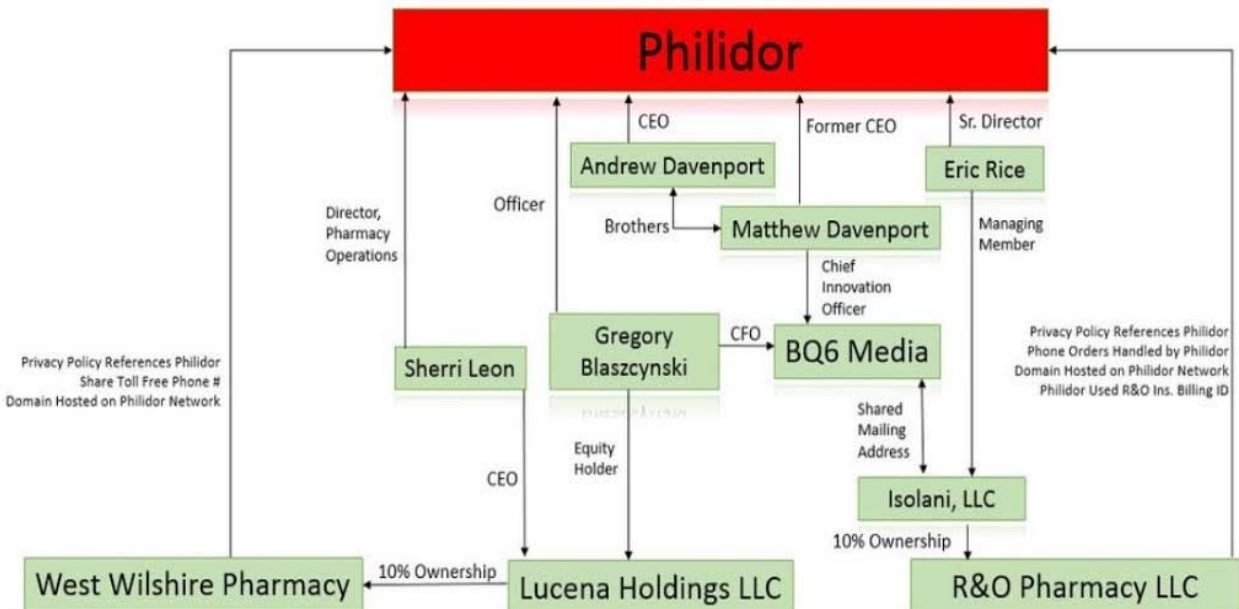 Philidor
CEO
Former CEO
Sr. Director
Andrew Davenport
Eric Rice
Director,
Pharmacy
Operations
Officer
Brothers
Matthew Davenport
Managing
Member
Chief
Innovation
Officer
Privacy Policy References Philidor
Share Toll Free Phone #
Domain Hosted on Philidor Network
Sherri Leon
Gregory
Blaszcynski
CFO
BQ6 Media
Privacy Policy References Philidor
Phone Orders Handled by Philidor
Domain Hosted on Philidor Network
Philidor Used R&O Ins. Billing ID
Shared
Mailing
Address
CEO
Equity
Holder
Isolani, LLC
10% Ownership
West Wilshire Pharmacy
10% Ownership
Lucena Holdings LLC
R&O Pharmacy LLC